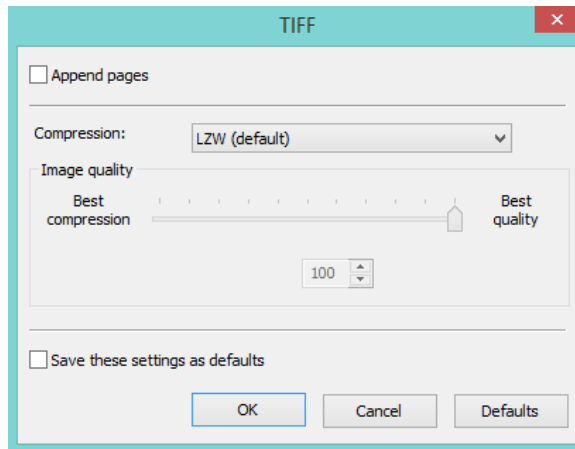 TIFF
Append pages
Compression:
LZW (default)
Image quality
Best
compression
Best
quality
100
Save these settings as defaults
OK
Cancel
Defaults